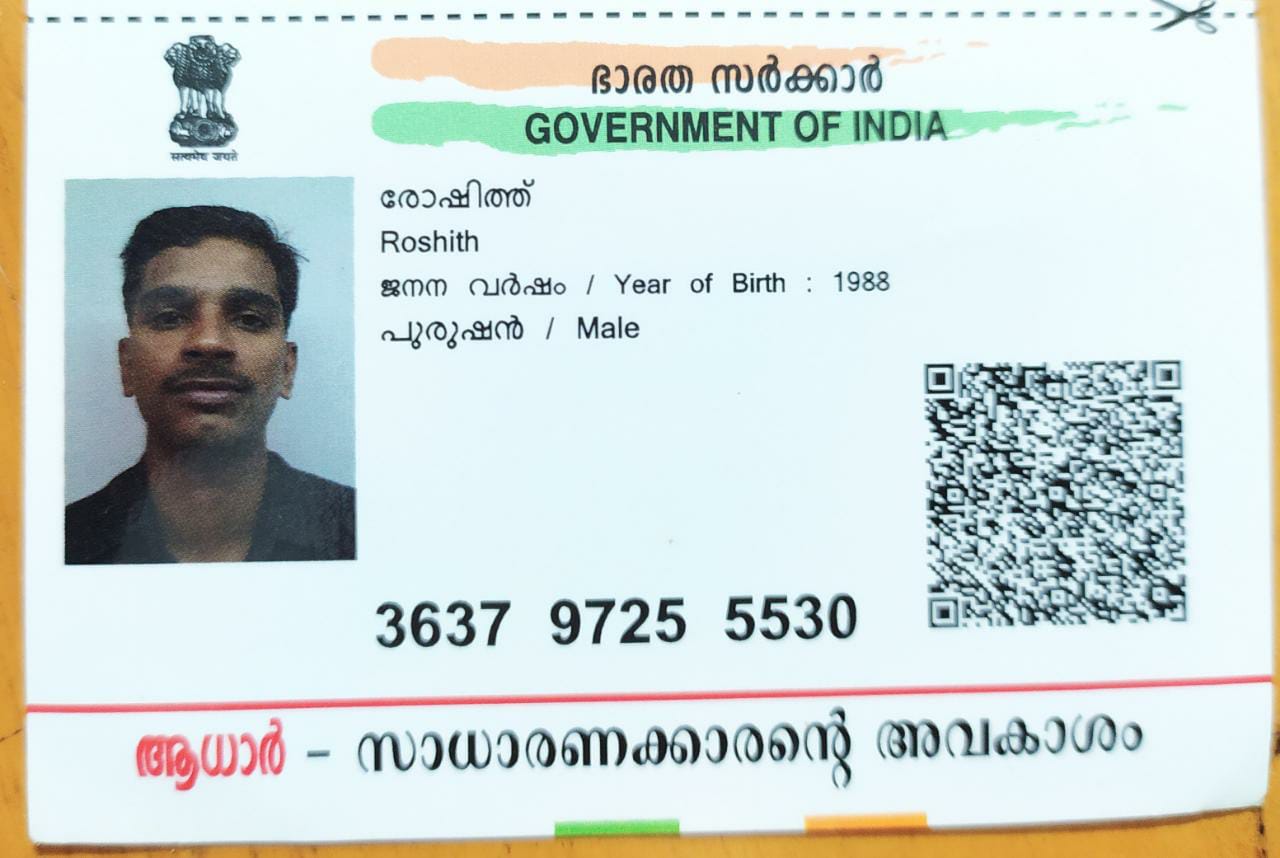 ഭാരത സർക്കാർ
GOVERNMENT OF INDIA
सत्यमेव जयते
രോഷിത്ത്
Roshith
ജനന വർഷം / Year of Birth : 1988
പുരുഷൻ / Male
3637 9725 5530
ആധാർ – സാധാരണക്കാരന്റെ അവകാശം